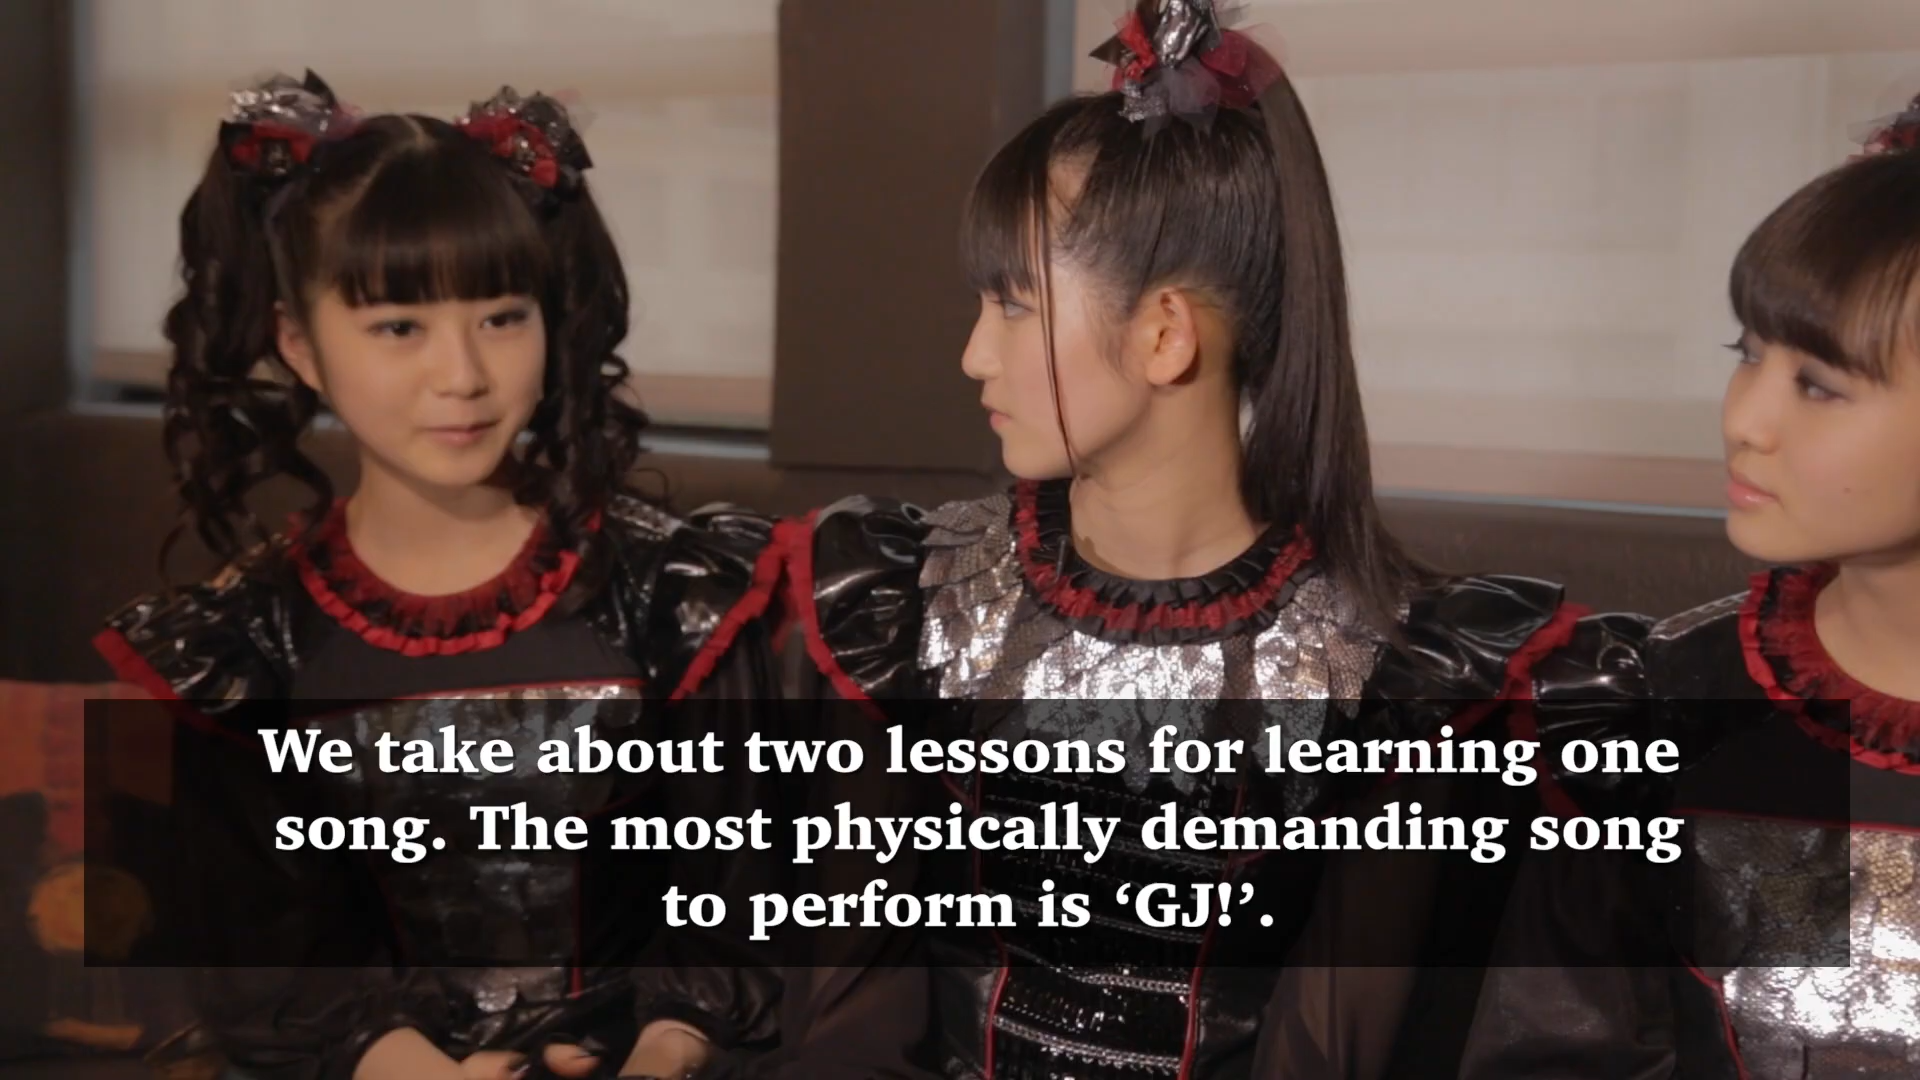 We take about two lessons for learning one
song. The most physically demanding song
to perform is ‘GJ!’.